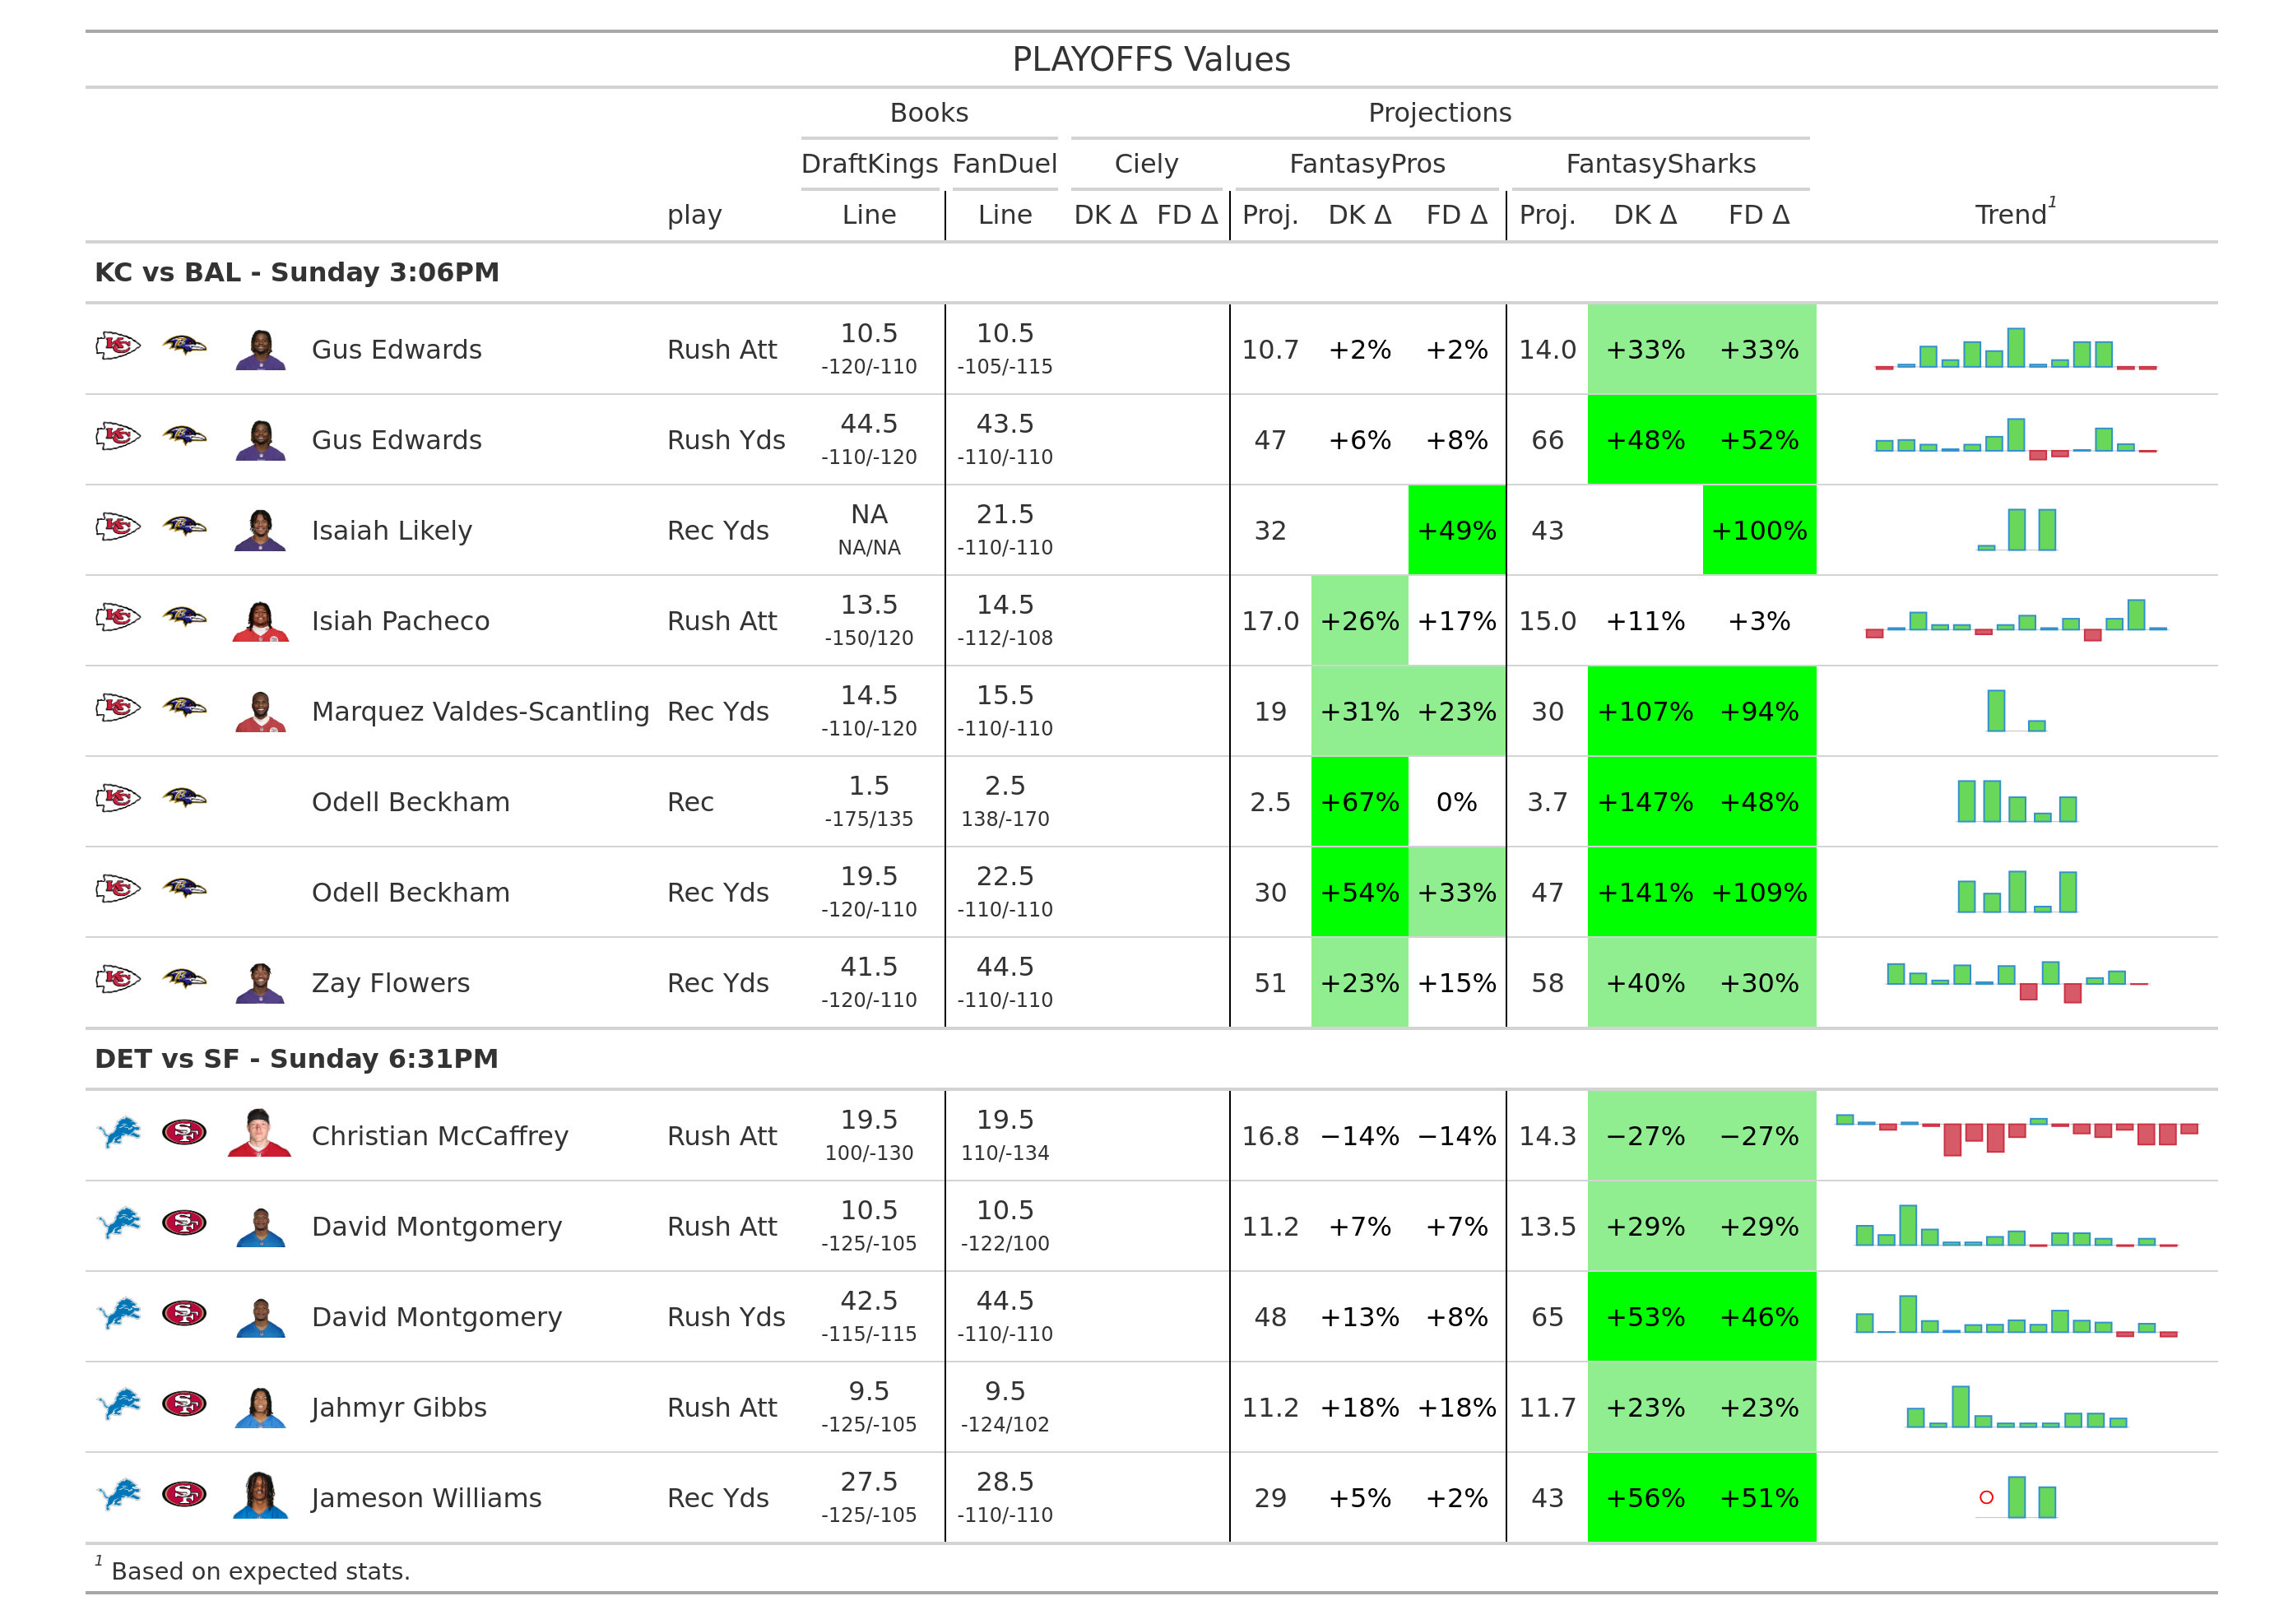 PLAYOFFS Values
Books Projections
DraftKings FanDuel Ciely FantasyPros FantasySharks
play Line Line DK Δ FD Δ Proj. DK Δ FD Δ Proj. DK Δ FD Δ Trend1
KC vs BAL - Sunday 3:06PM
Gus Edwards Rush Att 10.5 10.5 10.7 +2% +2% 14.0 +33% +33%
-120/-110 -105/-115
Gus Edwards Rush Yds 44.5 43.5 47 +6% +8% 66 +48% +52%
-110/-120 -110/-110
Isaiah Likely Rec Yds NA 21.5 32 +49% 43 +100%
NA/NA -110/-110
Isiah Pacheco Rush Att 13.5 14.5 17.0 +26% +17% 15.0 +11% +3%
-150/120 -112/-108
Marquez Valdes-Scantling Rec Yds 14.5 15.5 19 +31% +23% 30 +107% +94%
-110/-120 -110/-110
Odell Beckham Rec 1.5 2.5 2.5 +67% 0% 3.7 +147% +48%
-175/135 138/-170
Odell Beckham Rec Yds 19.5 22.5 30 +54% +33% 47 +141% +109%
-120/-110 -110/-110
Zay Flowers Rec Yds 41.5 44.5 51 +23% +15% 58 +40% +30%
-120/-110 -110/-110
DET vs SF - Sunday 6:31PM
Christian McCaffrey Rush Att 19.5 19.5 16.8 −14% −14% 14.3 −27% −27%
100/-130 110/-134
David Montgomery Rush Att 10.5 10.5 11.2 +7% +7% 13.5 +29% +29%
-125/-105 -122/100
David Montgomery Rush Yds 42.5 44.5 48 +13% +8% 65 +53% +46%
-115/-115 -110/-110
Jahmyr Gibbs Rush Att 9.5 9.5 11.2 +18% +18% 11.7 +23% +23%
-125/-105 -124/102
Jameson Williams Rec Yds 27.5 28.5 29 +5% +2% 43 +56% +51%
-125/-105 -110/-110
1 Based on expected stats.